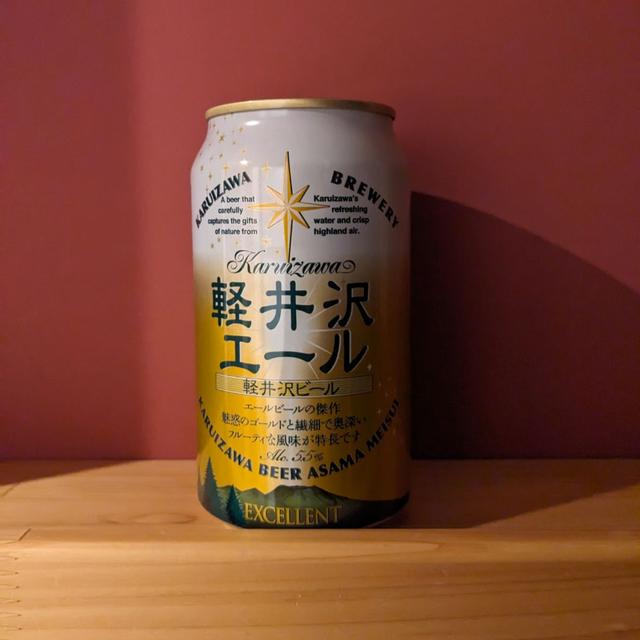 KARUIZAWA BREWERY
A beer that
carefully
captures the gifts
of nature from
Karuizawa's
refreshing
water and crisp
highland air.
Karuizawa
軽井沢
エール
軽井沢ビール
エールビールの傑作
魅惑のゴールドと繊細で奥深い
フルーティな風味が特長です
Alc. 5.5%
KARUIZAWA BEER ASAMA MEISUI
EXCELLENT